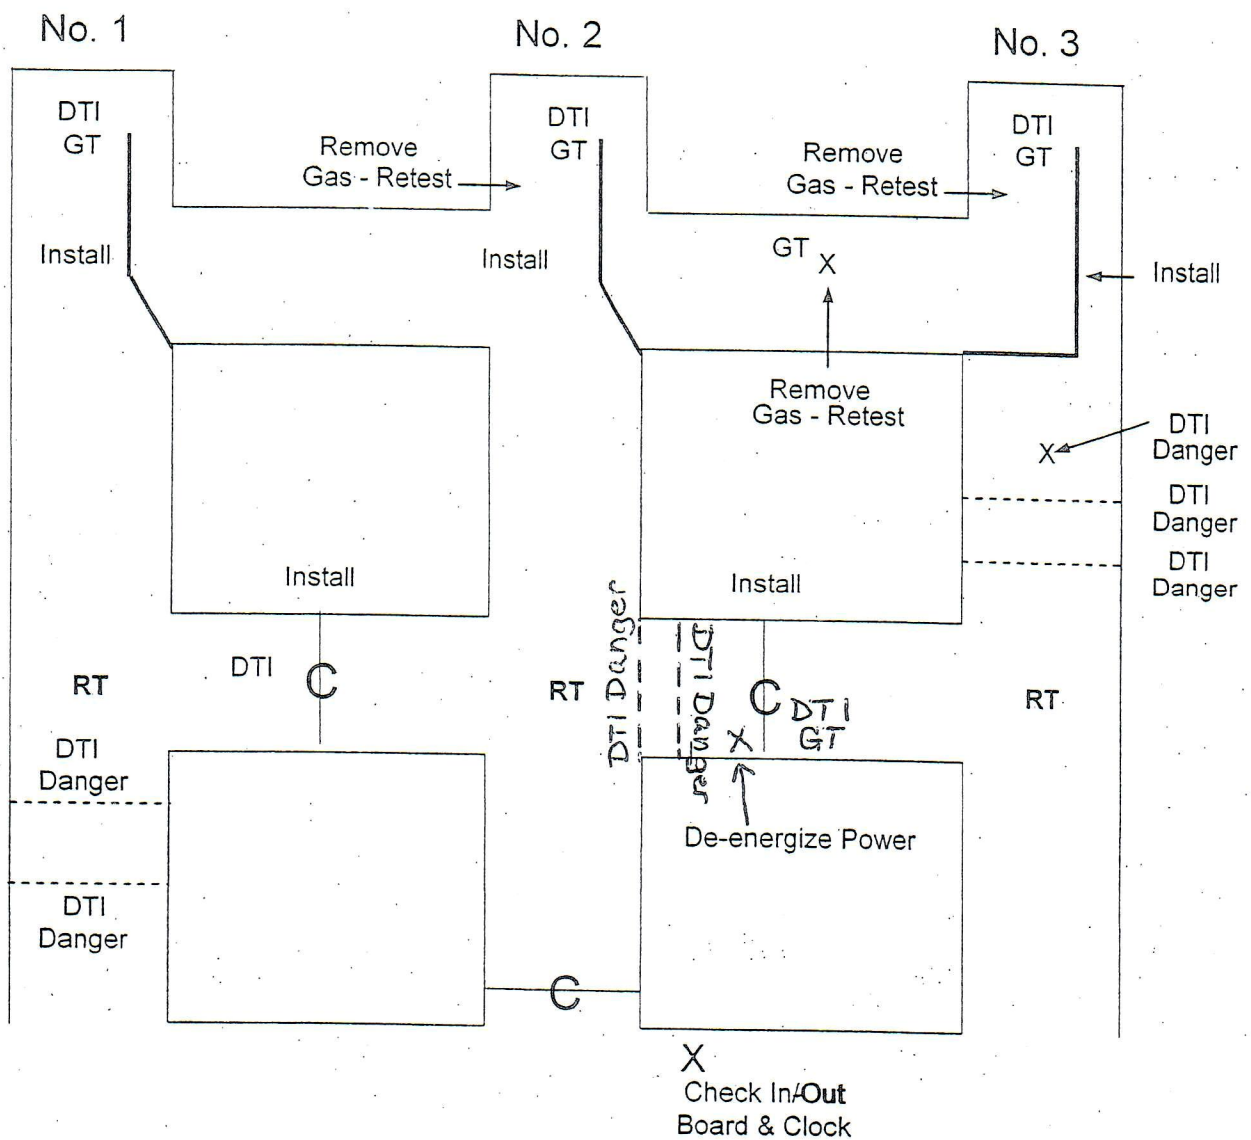 No. 1
No. 2
No. 3
DTI
GT
Remove
Gas - Retest
DTI
GT
Remove
Gas - Retest
DTI
GT
Install
Install
GT X
Install
Remove
Gas - Retest
X
DTI
Danger
DTI
Danger
DTI
Danger
Install
Install
RT
DTI
C
RT
DTI Danger
DTI Danger
C
DTI
GT
X
RT
DTI
Danger
De-energize Power
DTI
Danger
C
X
Check In/Out
Board & Clock